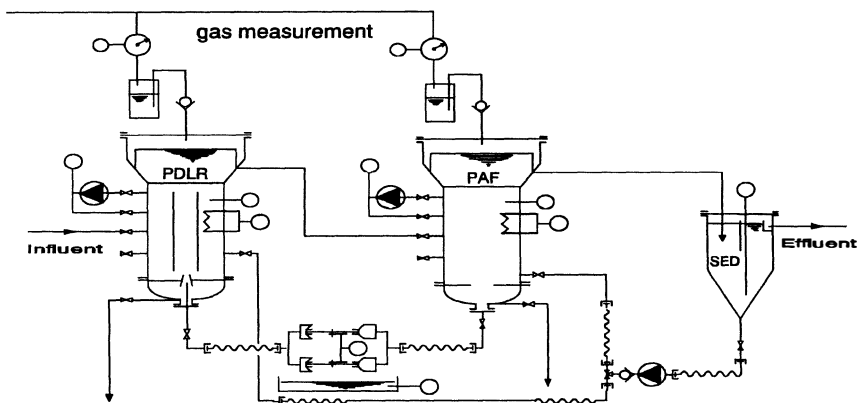 gas measurement
PDLR
PAF
Influent
SED
Effluent